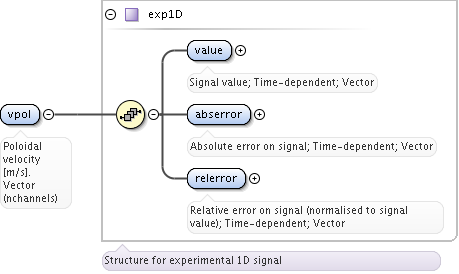 exp1D
value
Signal value; Time-dependent; Vector
vpol
abserror
Poloidal
velocity
[m/s].
Vector
(nchannels)
Absolute error on signal; Time-dependent; Vector
relerror
Relative error on signal (normalised to signal
value); Time-dependent; Vector
Structure for experimental 1D signal